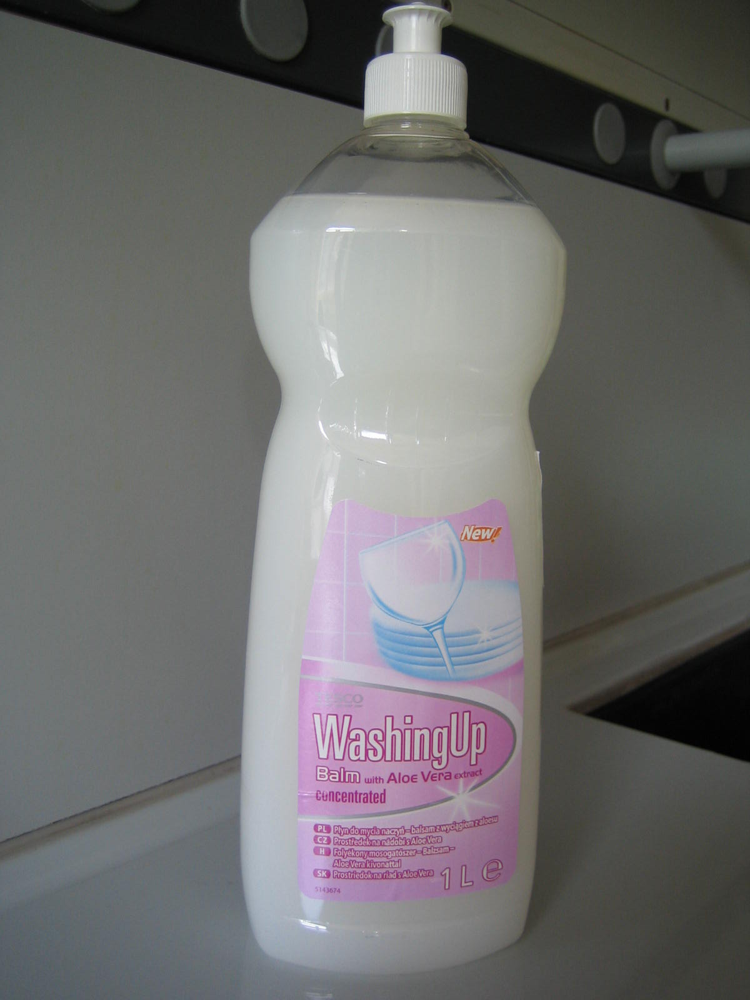 New!
TESCO
WashingUp
Balm with Aloe Vera extract
concentrated
PL Płyn do mycia naczyń – balsam z wyciągiem z aloesu
CZ Prostředek na nádobí s Aloe Vera
H Folyékony mosogatószer – Balzsam –
Aloe Vera kivonattal
SK Prostriedok na riad s Aloe Vera
1 L e
5143674